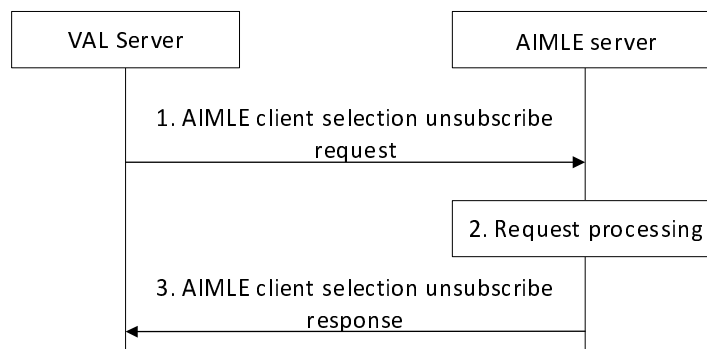 VAL Server
AIMLE server
1. AIMLE client selection unsubscribe
request
2. Request processing
3. AIMLE client selection unsubscribe
response